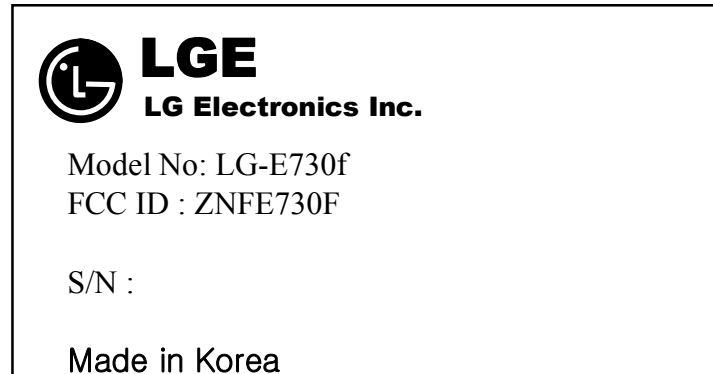 LGE
LG Electronics Inc.
Model No: LG-E730f
FCC ID : ZNFE730F
S/N :
Made in Korea